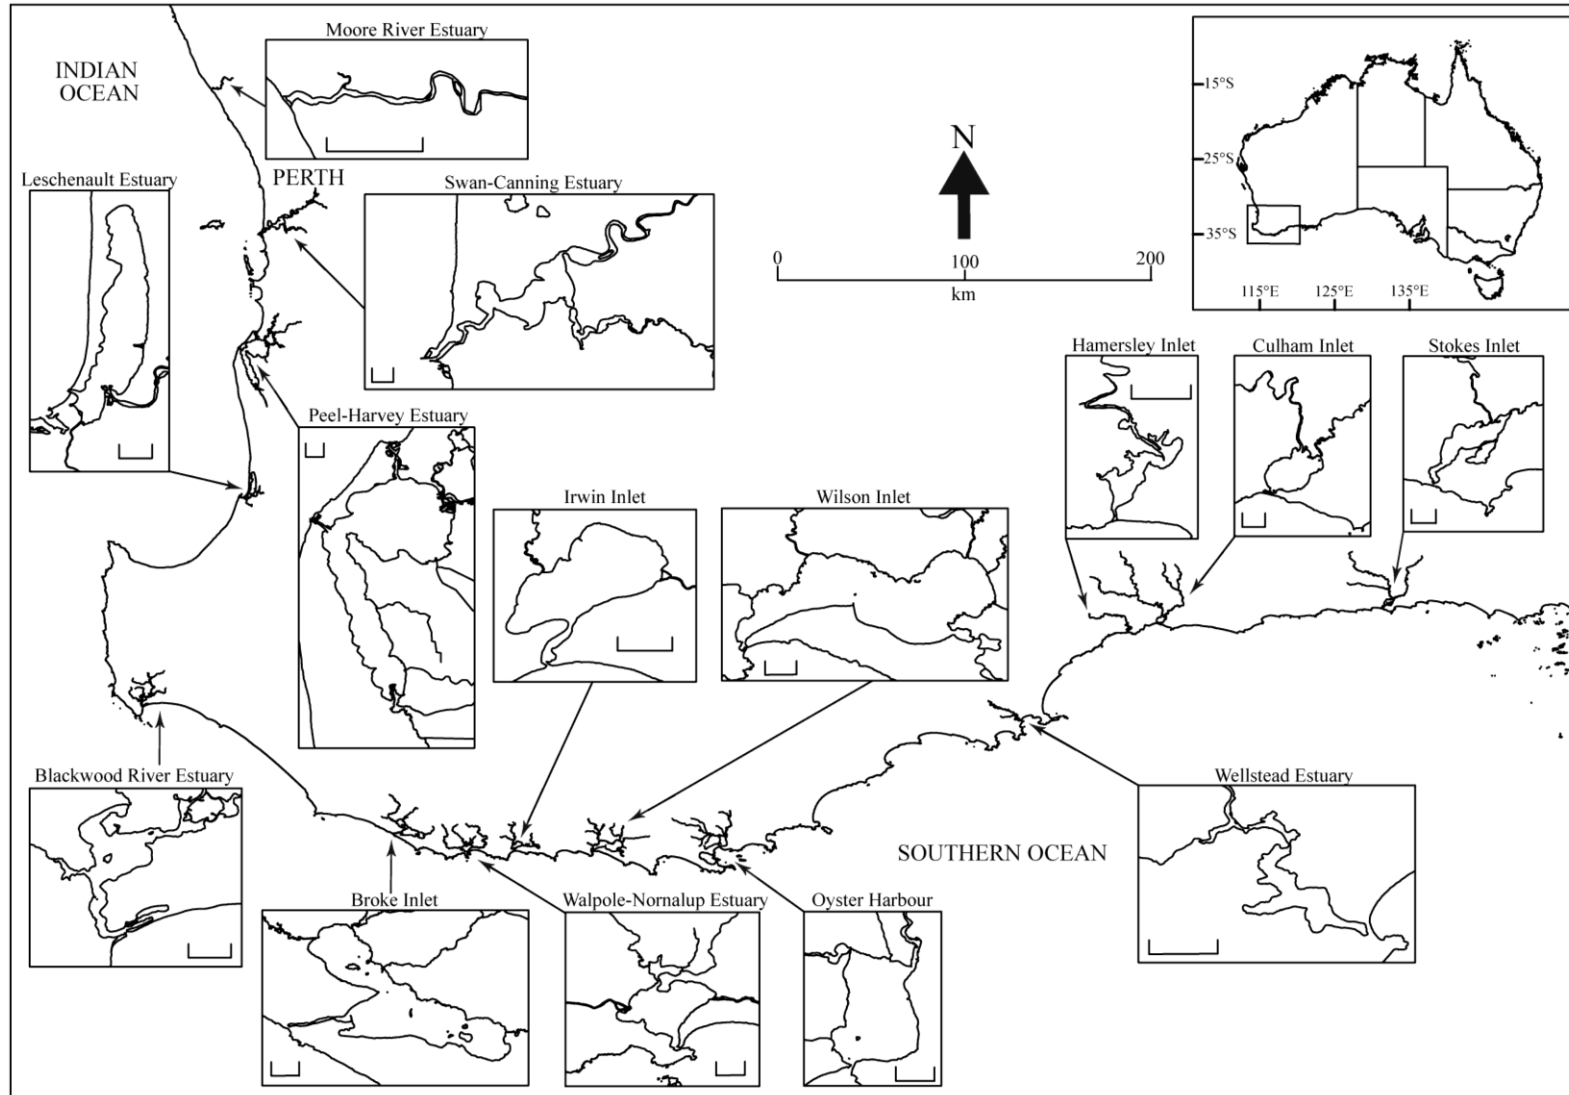 Moore River Estuary
INDIAN
OCEAN
PERTH
Leschenault Estuary
Swan-Canning Estuary
N
0
100
200
km
15°S
25°S
35°S
115°E
125°E
135°E
Hamersley Inlet
Culham Inlet
Stokes Inlet
Peel-Harvey Estuary
Irwin Inlet
Wilson Inlet
Blackwood River Estuary
Wellstead Estuary
SOUTHERN OCEAN
Broke Inlet
Walpole-Nornalup Estuary
Oyster Harbour